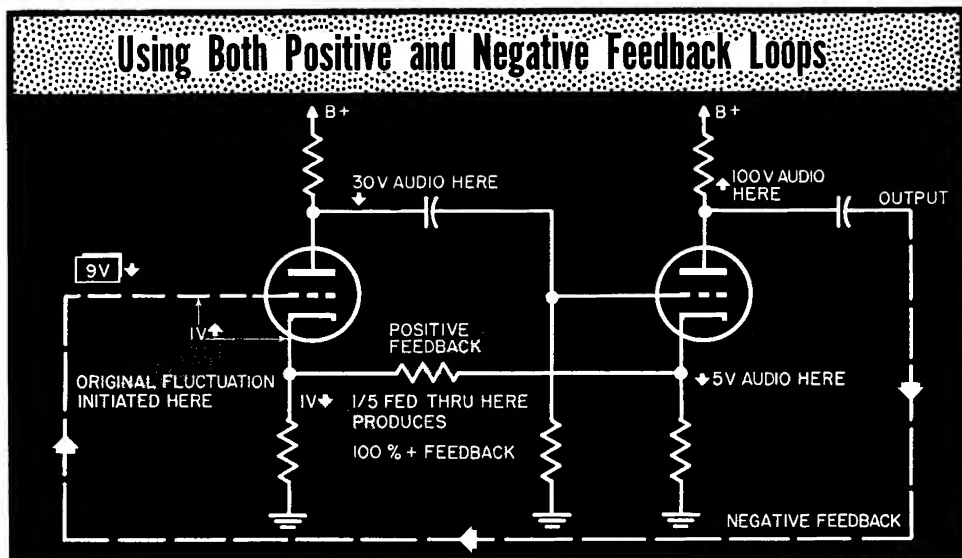 Using Both Positive and Negative Feedback Loops
B+
B+
30V AUDIO HERE
100V AUDIO
HERE
OUTPUT
9V
1V
POSITIVE
FEEDBACK
ORIGINAL FLUCTUATION
INITIATED HERE
1V
1/5 FED THRU HERE
PRODUCES
100% + FEEDBACK
5V AUDIO HERE
NEGATIVE FEEDBACK